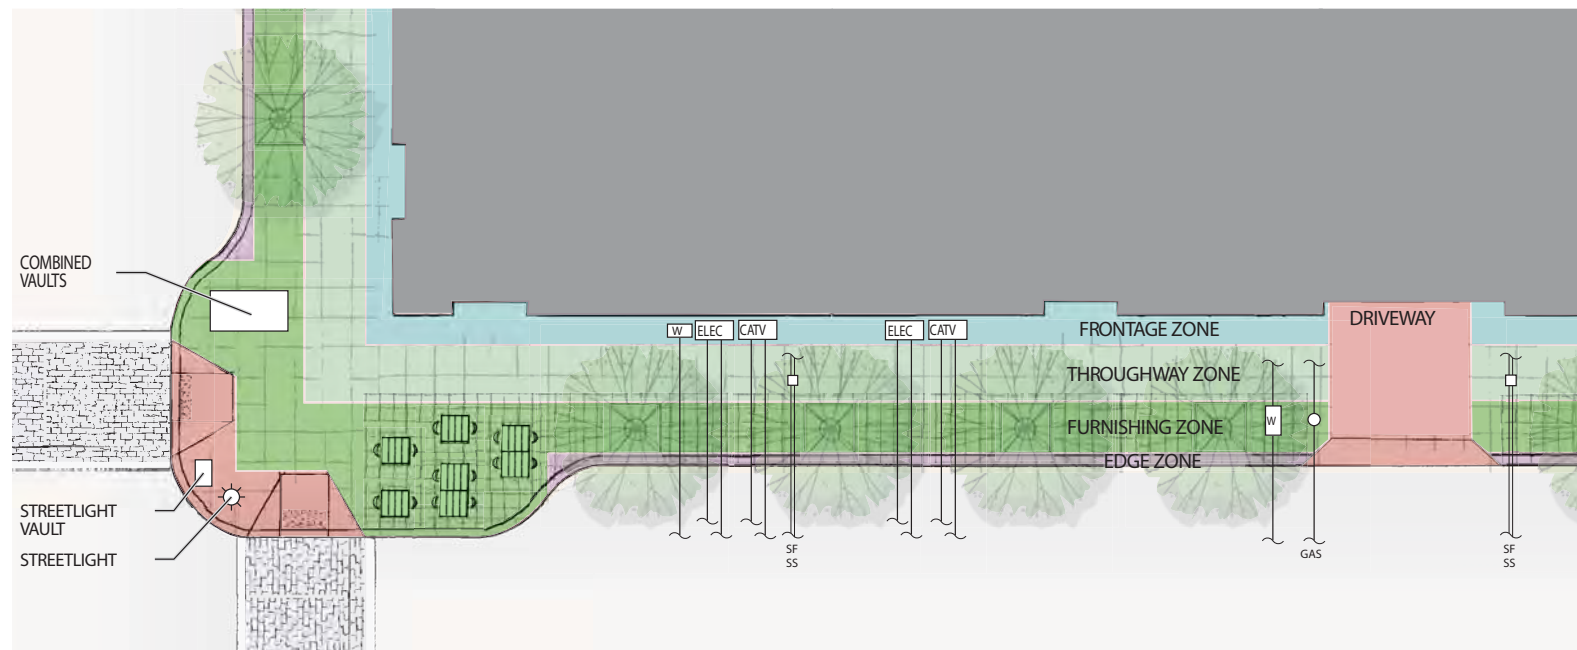 COMBINED
VAULTS
STREETLIGHT
VAULT
STREETLIGHT
W
ELEC
CATV
ELEC
CATV
FRONTAGE ZONE
DRIVEWAY
THROUGHWAY ZONE
FURNISHING ZONE
W
EDGE ZONE
SF
SS
GAS
SF
SS